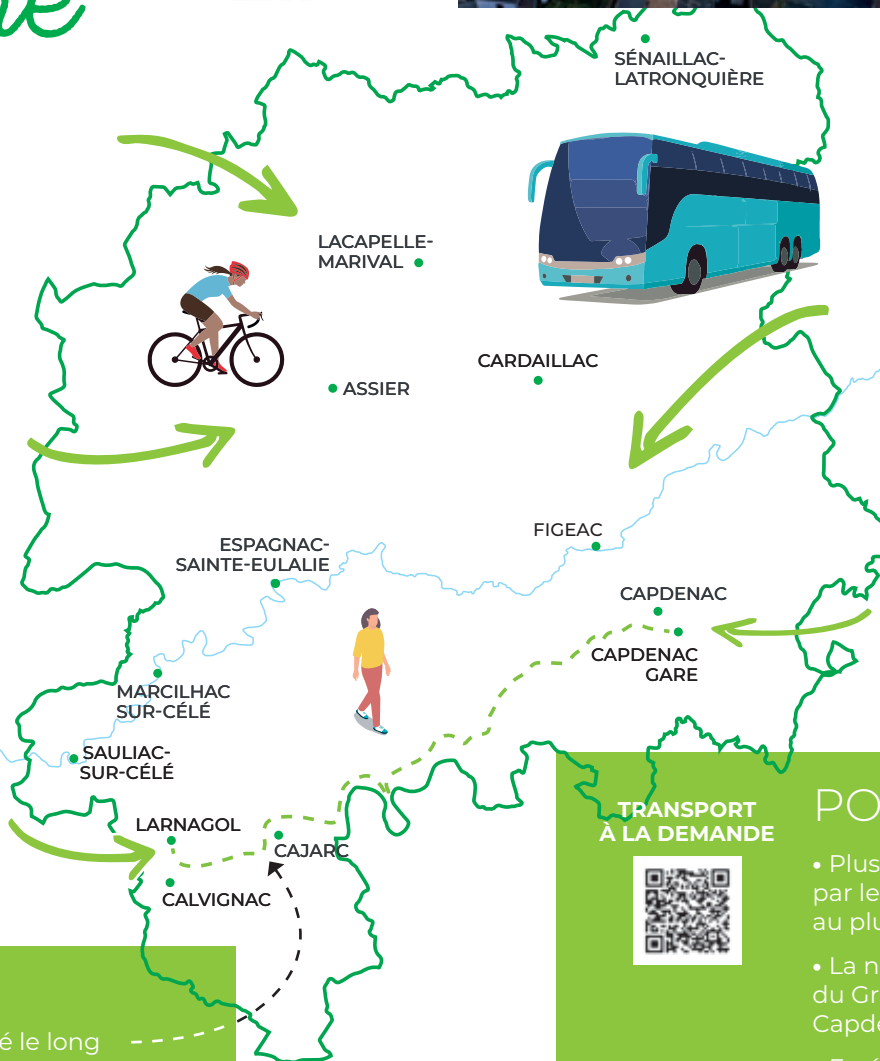 SÉNAILLAC-
LATRONQUIÈRE
LACAPELLE-
MARIVAL
CARDAILLAC
ASSIER
FIGEAC
ESPAGNAC-
SAINTE-EULALIE
CAPDENAC
CAPDENAC
GARE
MARCILHAC
SUR-CÉLÉ
SAULIAC-
SUR-CÉLÉ
LARNAGOL
CAJARC
CALVIGNAC
TRANSPORT
À LA DEMANDE
PO
• Plus
par le
au plu
• La n
du Gr
Capde
é le long